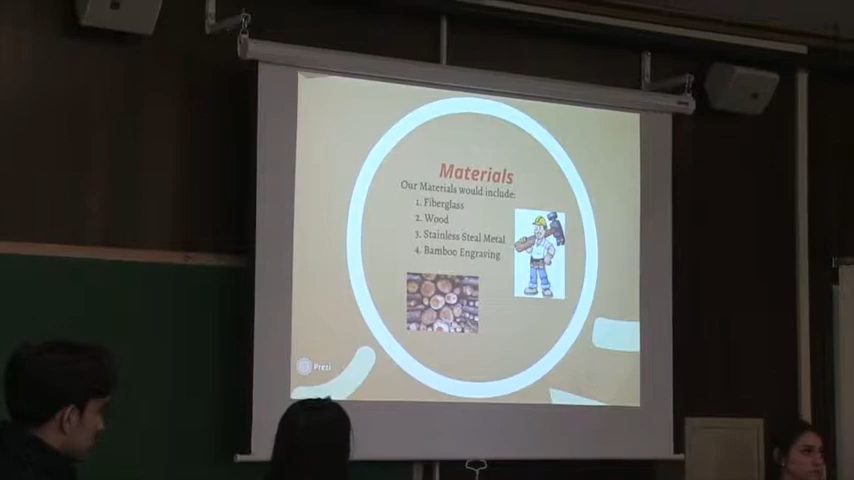 Materials
Our Materials would include:
1. Fiberglass
2. Wood
3. Stainless Steal Metal
4. Bamboo Engraving
Prezi